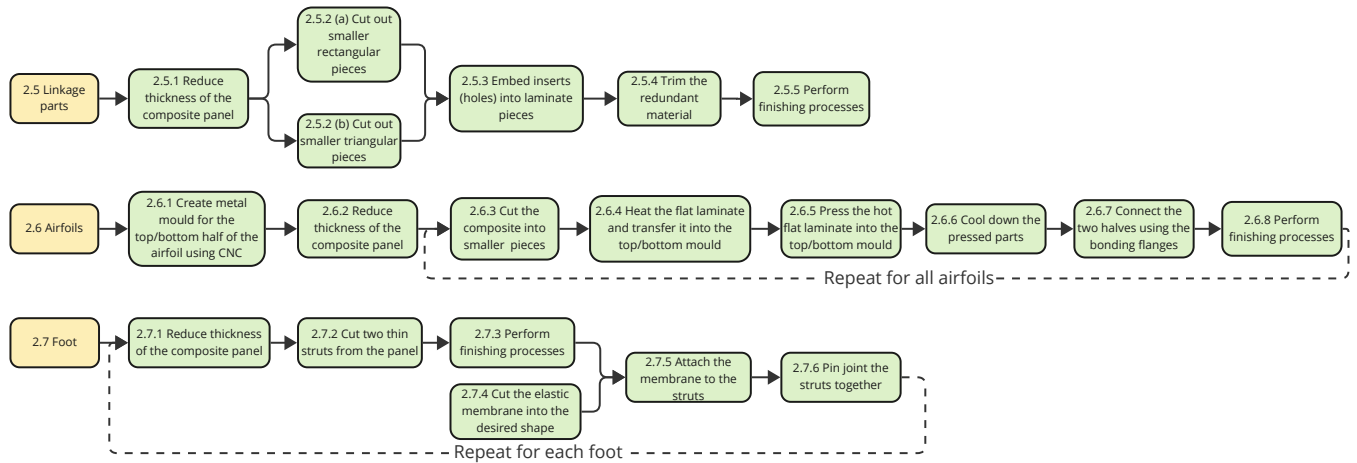 2.5 Linkage
parts
2.5.1 Reduce
thickness of the
composite panel
2.5.2 (a) Cut out
smaller
rectangular
pieces
2.5.2 (b) Cut out
smaller triangular
pieces
2.5.3 Embed inserts
(holes) into laminate
pieces
2.5.4 Trim the
redundant
material
2.5.5 Perform
finishing processes
2.6 Airfoils
2.6.1 Create metal
mould for the
top/bottom half of the
airfoil using CNC
2.6.2 Reduce
thickness of the
composite panel
2.6.3 Cut the
composite into
smaller pieces
2.6.4 Heat the flat laminate
and transfer it into the
top/bottom mould
2.6.5 Press the hot
flat laminate into the
top/bottom mould
2.6.6 Cool down the
pressed parts
2.6.7 Connect the
two halves using the
bonding flanges
2.6.8 Perform
finishing processes
Repeat for all airfoils
2.7 Foot
2.7.1 Reduce thickness
of the composite panel
2.7.2 Cut two thin
struts from the panel
2.7.3 Perform
finishing processes
2.7.4 Cut the elastic
membrane into the
desired shape
2.7.5 Attach the
membrane to the
struts
2.7.6 Pin joint the
struts together
Repeat for each foot